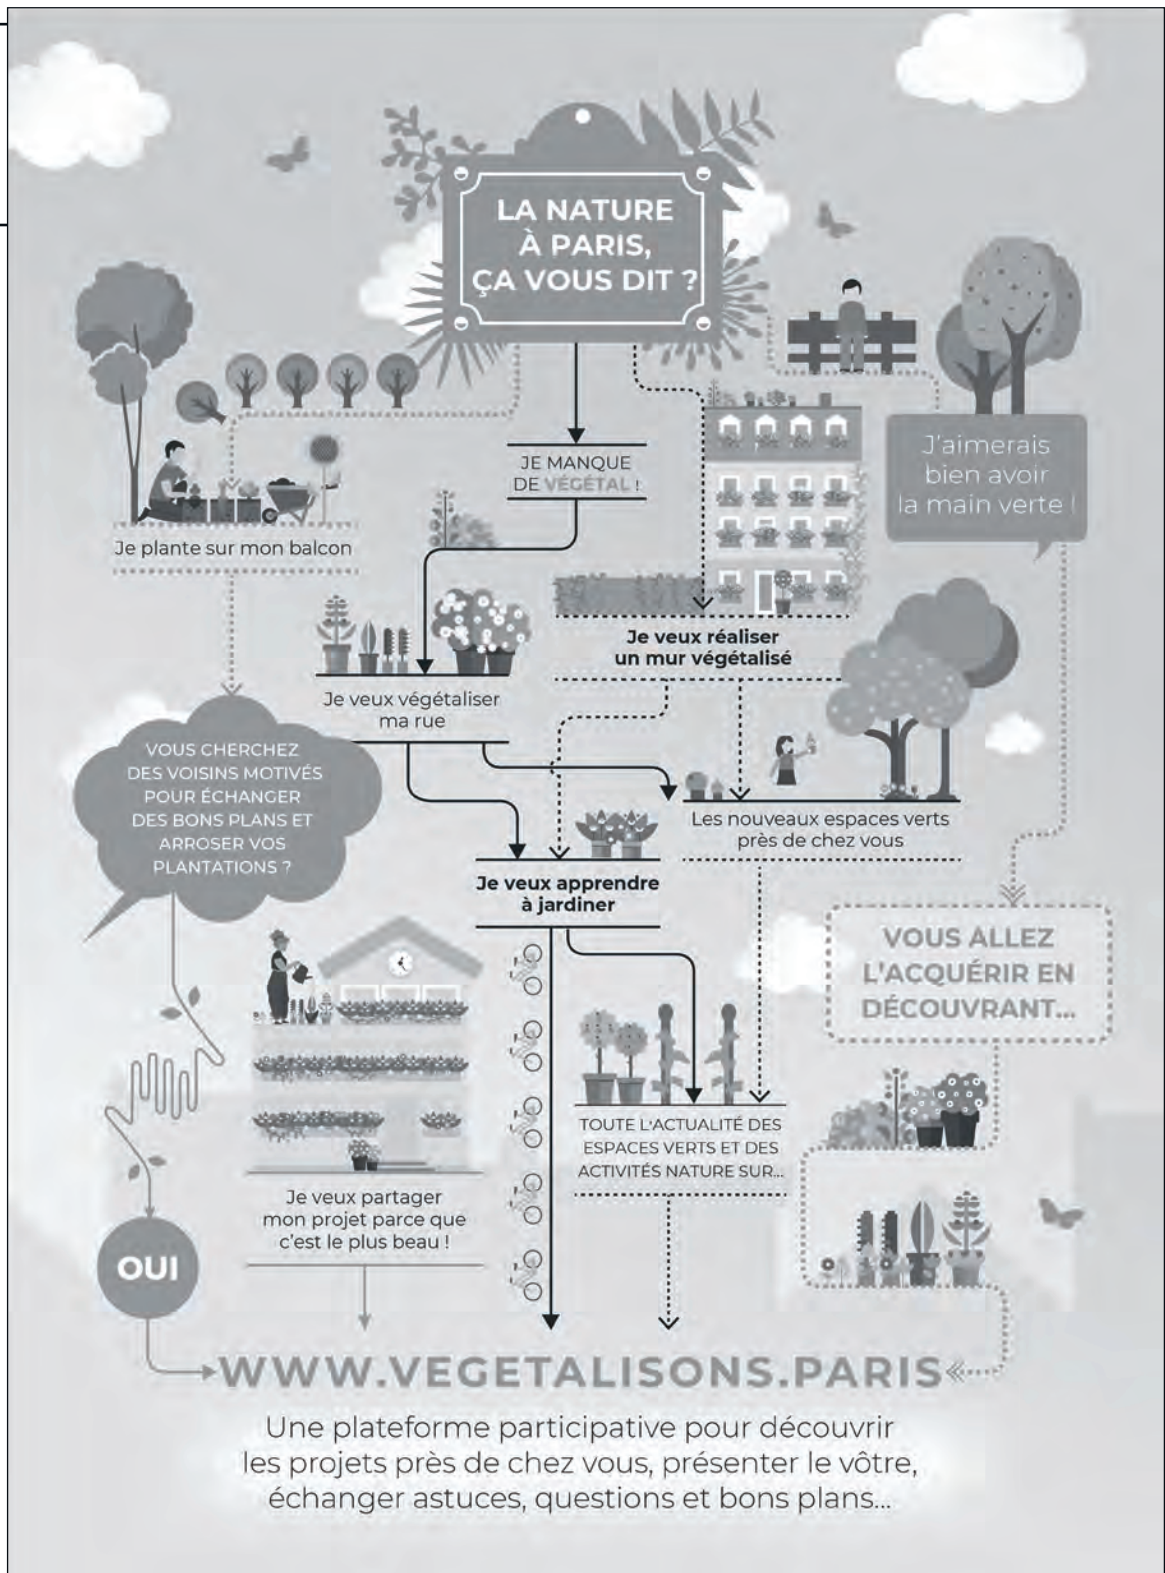 LA NATURE
À PARIS,
ÇA VOUS DIT ?
JE MANQUE
DE VÉGÉTAL !
J'aimerais
bien avoir
la main verte !
Je plante sur mon balcon
Je veux réaliser
un mur végétalisé
Je veux végétaliser
ma rue
VOUS CHERCHEZ
DES VOISINS MOTIVÉS
POUR ÉCHANGER
DES BONS PLANS ET
ARROSER VOS
PLANTATIONS ?
Les nouveaux espaces verts
près de chez vous
Je veux apprendre
à jardiner
VOUS ALLEZ
L'ACQUÉRIR EN
DÉCOUVRANT...
TOUTE L'ACTUALITÉ DES
ESPACES VERTS ET DES
ACTIVITÉS NATURE SUR...
Je veux partager
mon projet parce que
c'est le plus beau !
OUI
WWW.VEGETALISONS.PARIS
Une plateforme participative pour découvrir
les projets près de chez vous, présenter le vôtre,
échanger astuces, questions et bons plans...